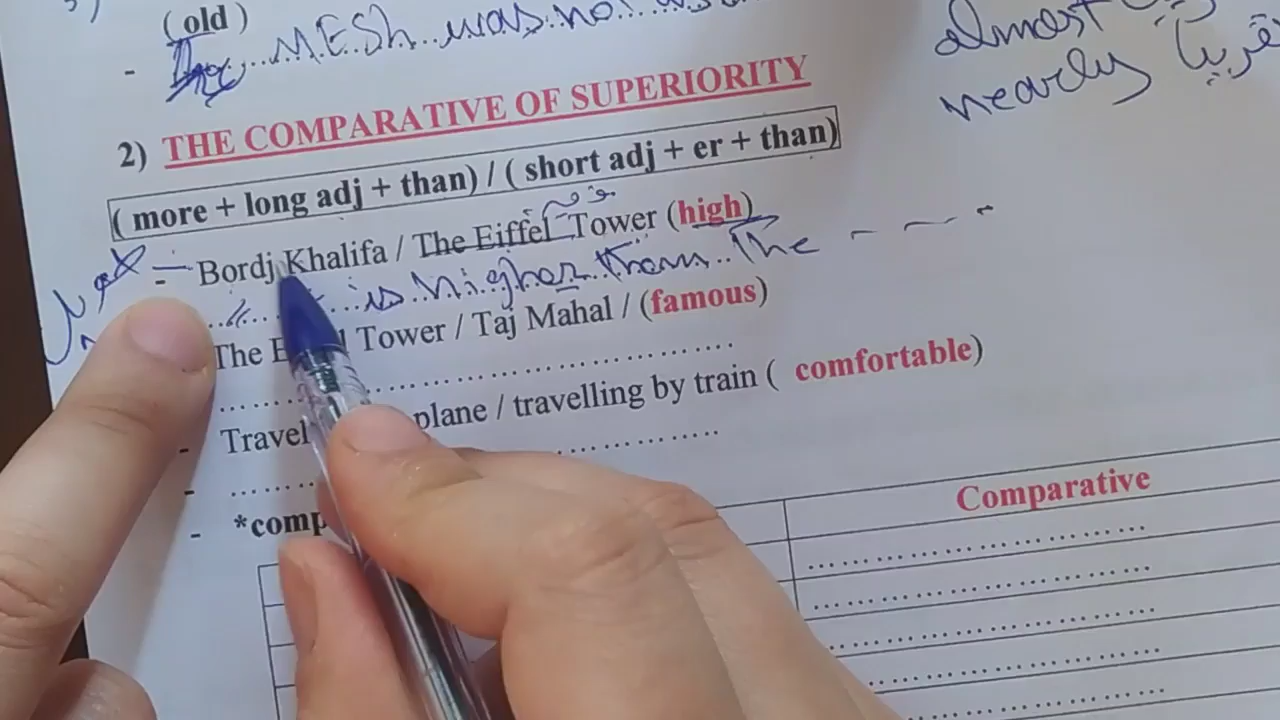 ( old )
- The ... M.E.Sh... was no
almost
nearly تقريبا
2) THE COMPARATIVE OF SUPERIORITY
( more + long adj + than) / ( short adj + er + than)
- Bordj Khalifa / The Eiffel Tower (high)
is higher than The
The Tower / Taj Mahal / (famous)
- Travel plane / travelling by train ( comfortable)
- 
- *comp
Comparative